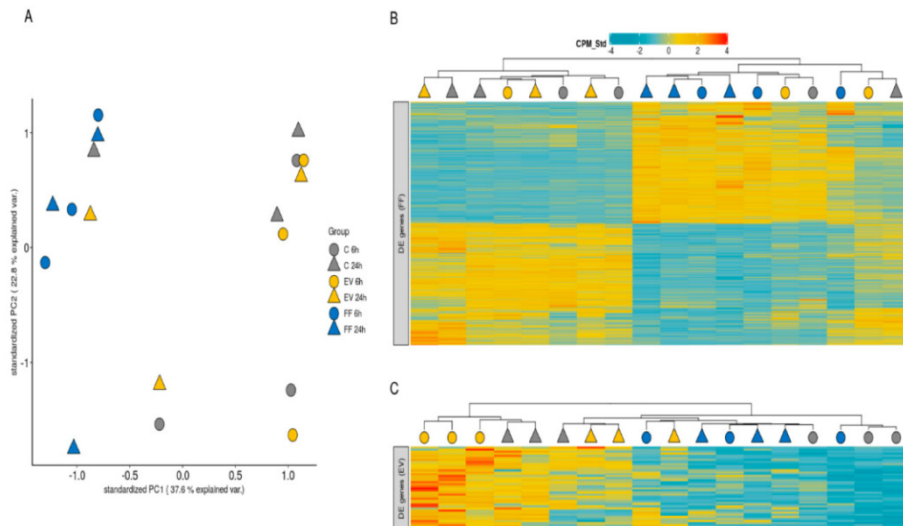 A
B
CPM_Std
-4 -2 0 2 4
DE genes (FF)
standardized PC2 ( 22.8 % explained var.)
1
0
-1
-1.0 -0.5 0.0 0.5 1.0
standardized PC1 ( 37.6 % explained var.)
Group
C 6h
C 24h
EV 6h
EV 24h
FF 6h
FF 24h
C
DE genes (EV)